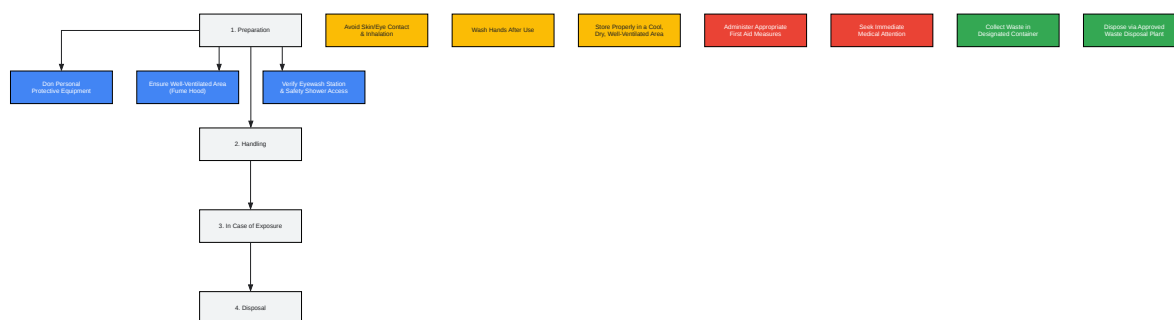 1. Preparation
Avoid Skin/Eye Contact
& Inhalation
Wash Hands After Use
Store Properly in a Cool,
Dry, Well-Ventilated Area
Administer Appropriate
First Aid Measures
Seek Immediate
Medical Attention
Collect Waste in
Designated Container
Dispose via Approved
Waste Disposal Plant
Don Personal
Protective Equipment
Ensure Well-Ventilated Area
(Fume Hood)
Verify Eyewash Station
& Safety Shower Access
2. Handling
3. In Case of Exposure
4. Disposal